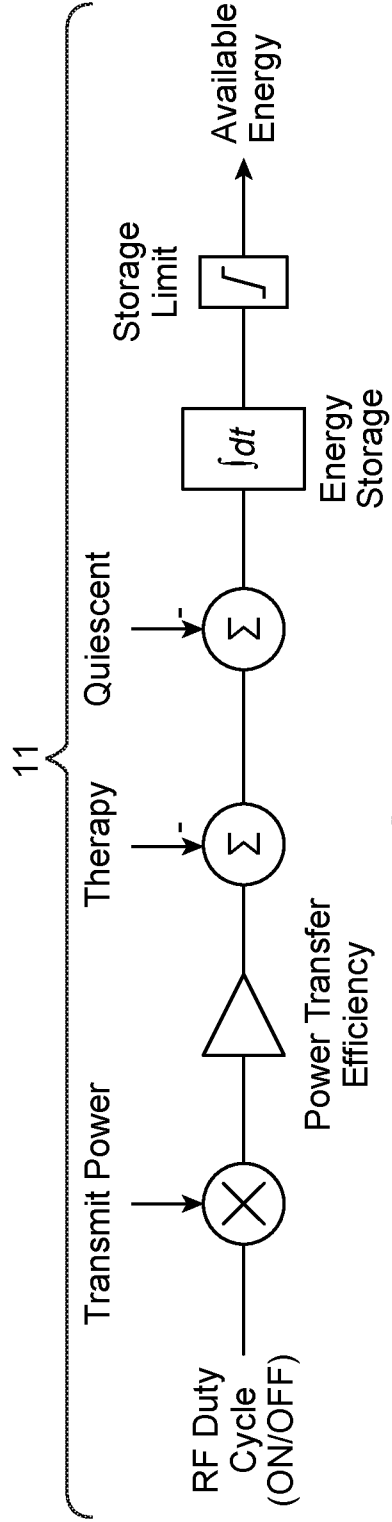 11
Transmit Power
Therapy
Quiescent
Storage
Limit
RF Duty
Cycle
(ON/OFF)
Power Transfer
Efficiency
-
Σ
-
Σ
∫dt
Energy
Storage
Available
Energy